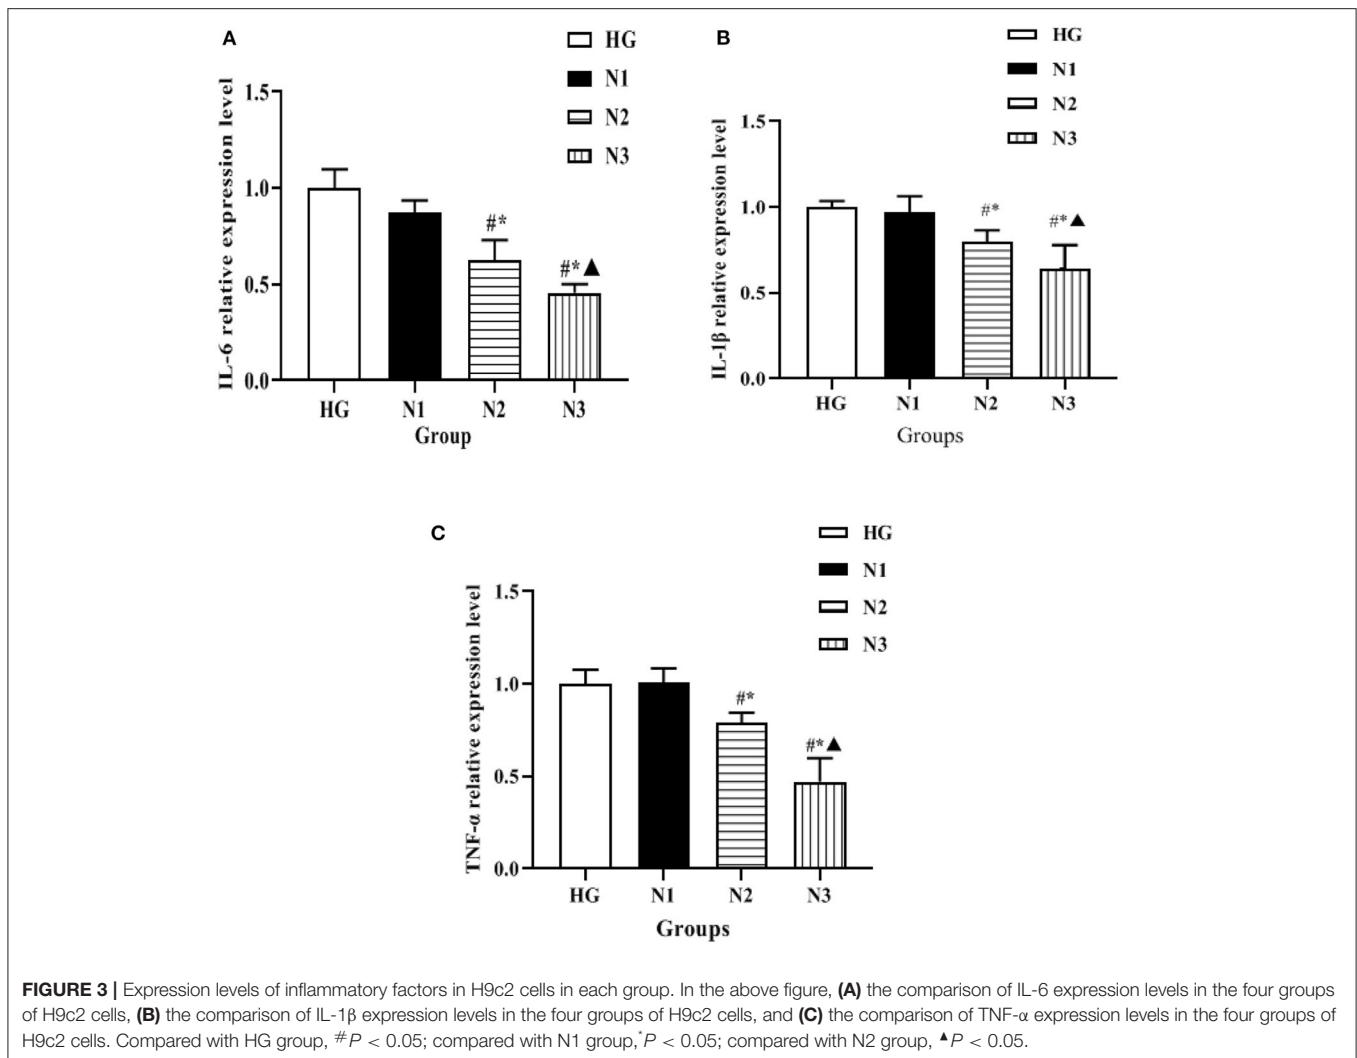 A
HG
N1
N2
N3
IL-6 relative expression level
1.5
1.0
0.5
0.0
#*
#*▲
HG N1 N2 N3
Group
B
HG
N1
N2
N3
IL-1β relative expression level
1.5
1.0
0.5
0.0
#*
#*▲
HG N1 N2 N3
Groups
C
HG
N1
N2
N3
TNF-α relative expression level
1.5
1.0
0.5
0.0
#*
#*▲
HG N1 N2 N3
Groups
FIGURE 3 | Expression levels of inflammatory factors in H9c2 cells in each group. In the above figure, (A) the comparison of IL-6 expression levels in the four groups
of H9c2 cells, (B) the comparison of IL-1β expression levels in the four groups of H9c2 cells, and (C) the comparison of TNF-α expression levels in the four groups of
H9c2 cells. Compared with HG group, #P < 0.05; compared with N1 group,*P < 0.05; compared with N2 group, ▲P < 0.05.